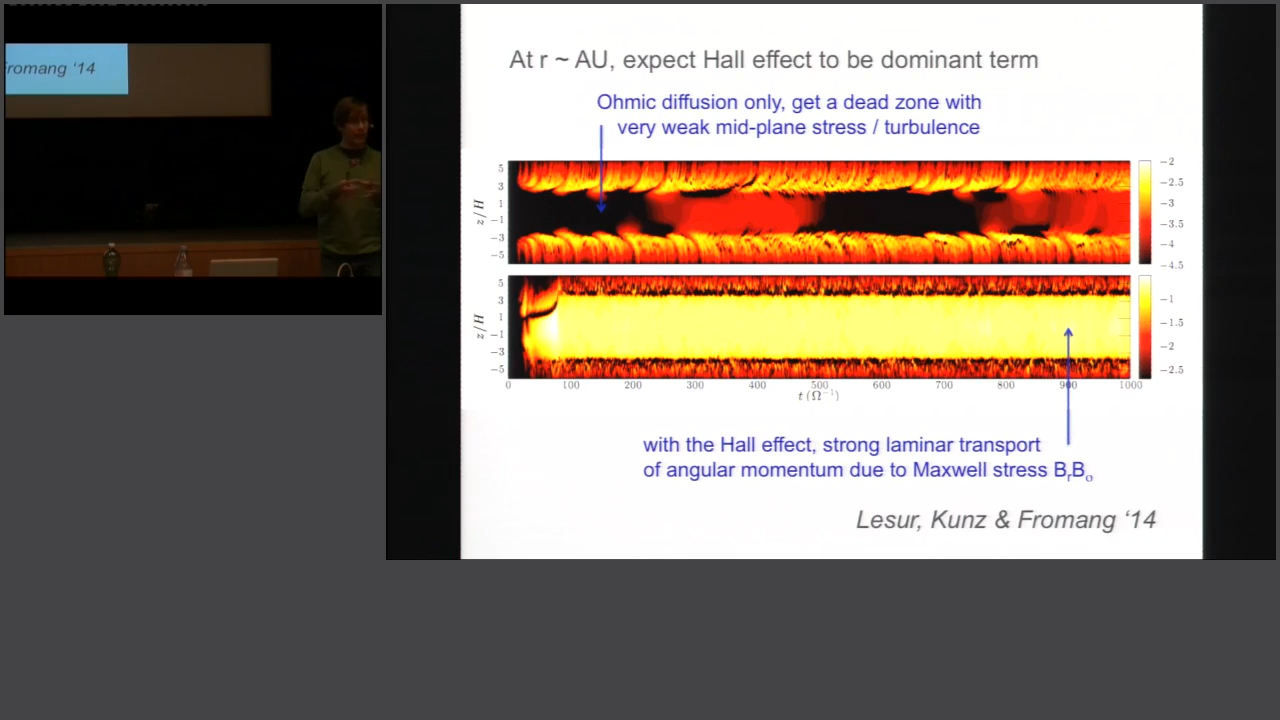 fromang '14
At r ~ AU, expect Hall effect to be dominant term
Ohmic diffusion only, get a dead zone with
very weak mid-plane stress / turbulence
5
3
1
−1
−3
−5
z/H
−2
−2.5
−3
−3.5
−4
−4.5
5
3
1
−1
−3
−5
z/H
−1
−1.5
−2
−2.5
0 100 200 300 400 500 600 700 800 900 1000
t (Ω⁻¹)
with the Hall effect, strong laminar transport
of angular momentum due to Maxwell stress BrBφ
Lesur, Kunz & Fromang '14